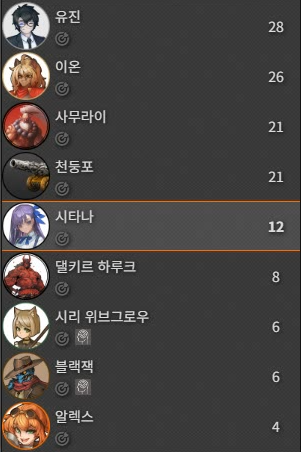 유진 28
이온 26
사무라이 21
천둥포 21
시타나 12
댈키르 하루크 8
시리 위브그로우 6
블랙잭 6
알렉스 4